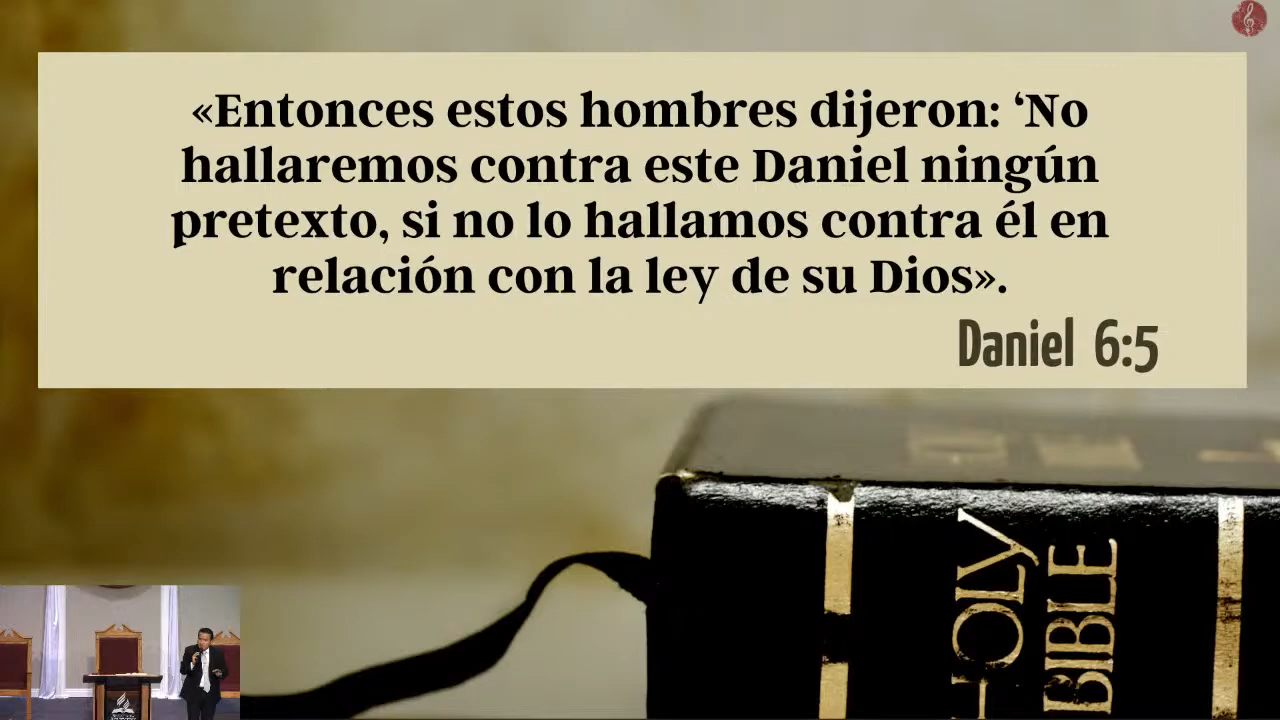 «Entonces estos hombres dijeron: ‘No
hallaremos contra este Daniel ningún
pretexto, si no lo hallamos contra él en
relación con la ley de su Dios».
Daniel 6:5
HOLY
BIBLE